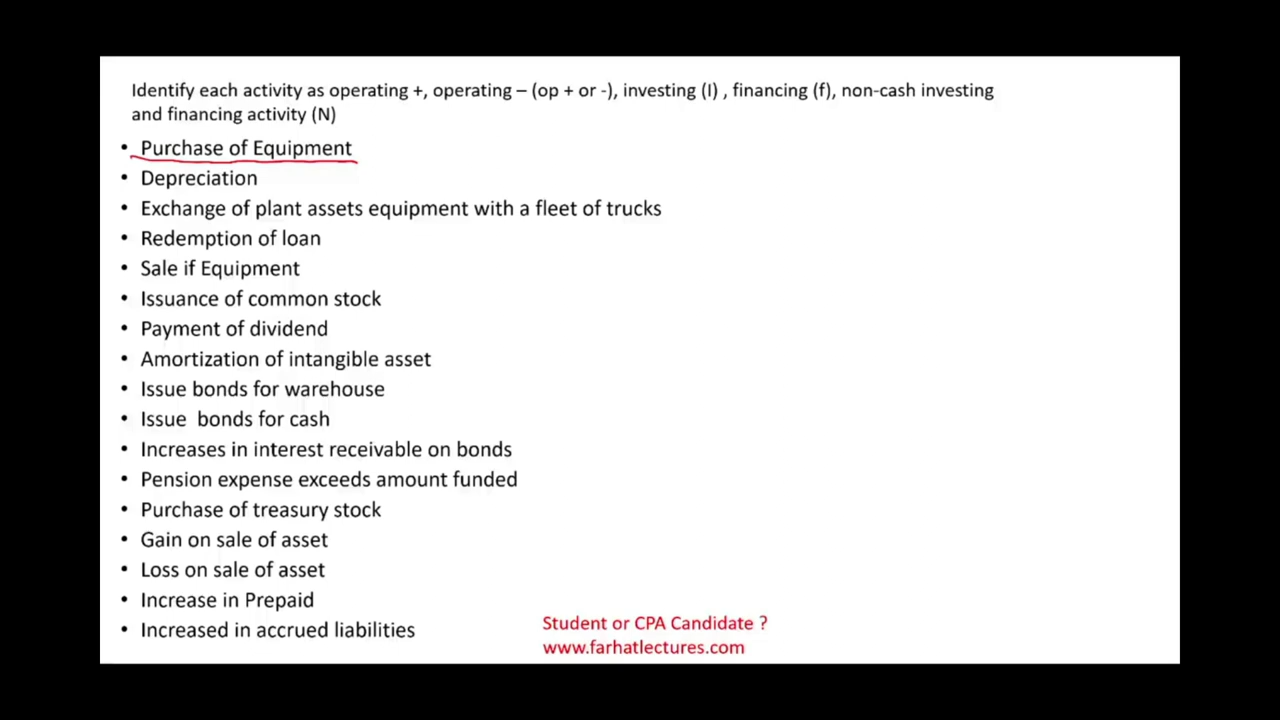 Identify each activity as operating +, operating – (op + or -), investing (I) , financing (f), non-cash investing
and financing activity (N)
• Purchase of Equipment
• Depreciation
• Exchange of plant assets equipment with a fleet of trucks
• Redemption of loan
• Sale if Equipment
• Issuance of common stock
• Payment of dividend
• Amortization of intangible asset
• Issue bonds for warehouse
• Issue  bonds for cash
• Increases in interest receivable on bonds
• Pension expense exceeds amount funded
• Purchase of treasury stock
• Gain on sale of asset
• Loss on sale of asset
• Increase in Prepaid
• Increased in accrued liabilities
Student or CPA Candidate ?
www.farhatlectures.com